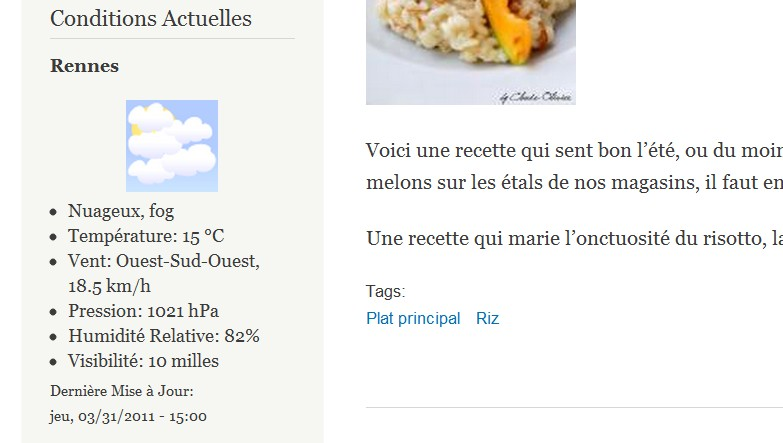 Conditions Actuelles
Rennes
Nuageux, fog
Température: 15 °C
Vent: Ouest-Sud-Ouest,
18.5 km/h
Pression: 1021 hPa
Humidité Relative: 82%
Visibilité: 10 milles
Dernière Mise à Jour:
jeu, 03/31/2011 - 15:00
Voici une recette qui sent bon l’été, ou du moin
melons sur les étals de nos magasins, il faut en
Une recette qui marie l’onctuosité du risotto, la
Tags:
Plat principal Riz